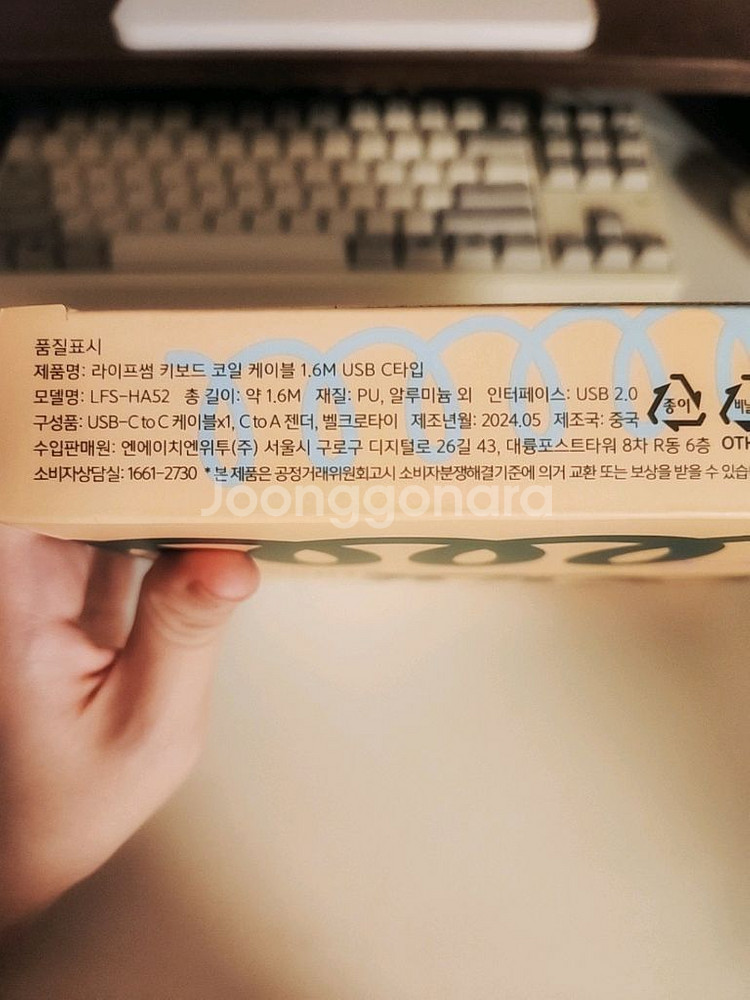 품질표시
제품명: 라이프썸 키보드 코일 케이블 1.6M USB C타입
모델명: LFS-HA52 총 길이: 약 1.6M 재질: PU, 알루미늄 외 인터페이스: USB 2.0
구성품: USB-C to C 케이블x1, C to A 젠더, 벨크로타이 제조년월: 2024.05 제조국: 중국
수입판매원: 엔에이치엔위투(주) 서울시 구로구 디지털로 26길 43, 대륭포스트타워 8차 R동 6층
소비자상담실: 1661-2730 * 본 제품은 공정거래위원회고시 소비자분쟁해결기준에 의거 교환 또는 보상을 받을 수
종이
Joonggonara